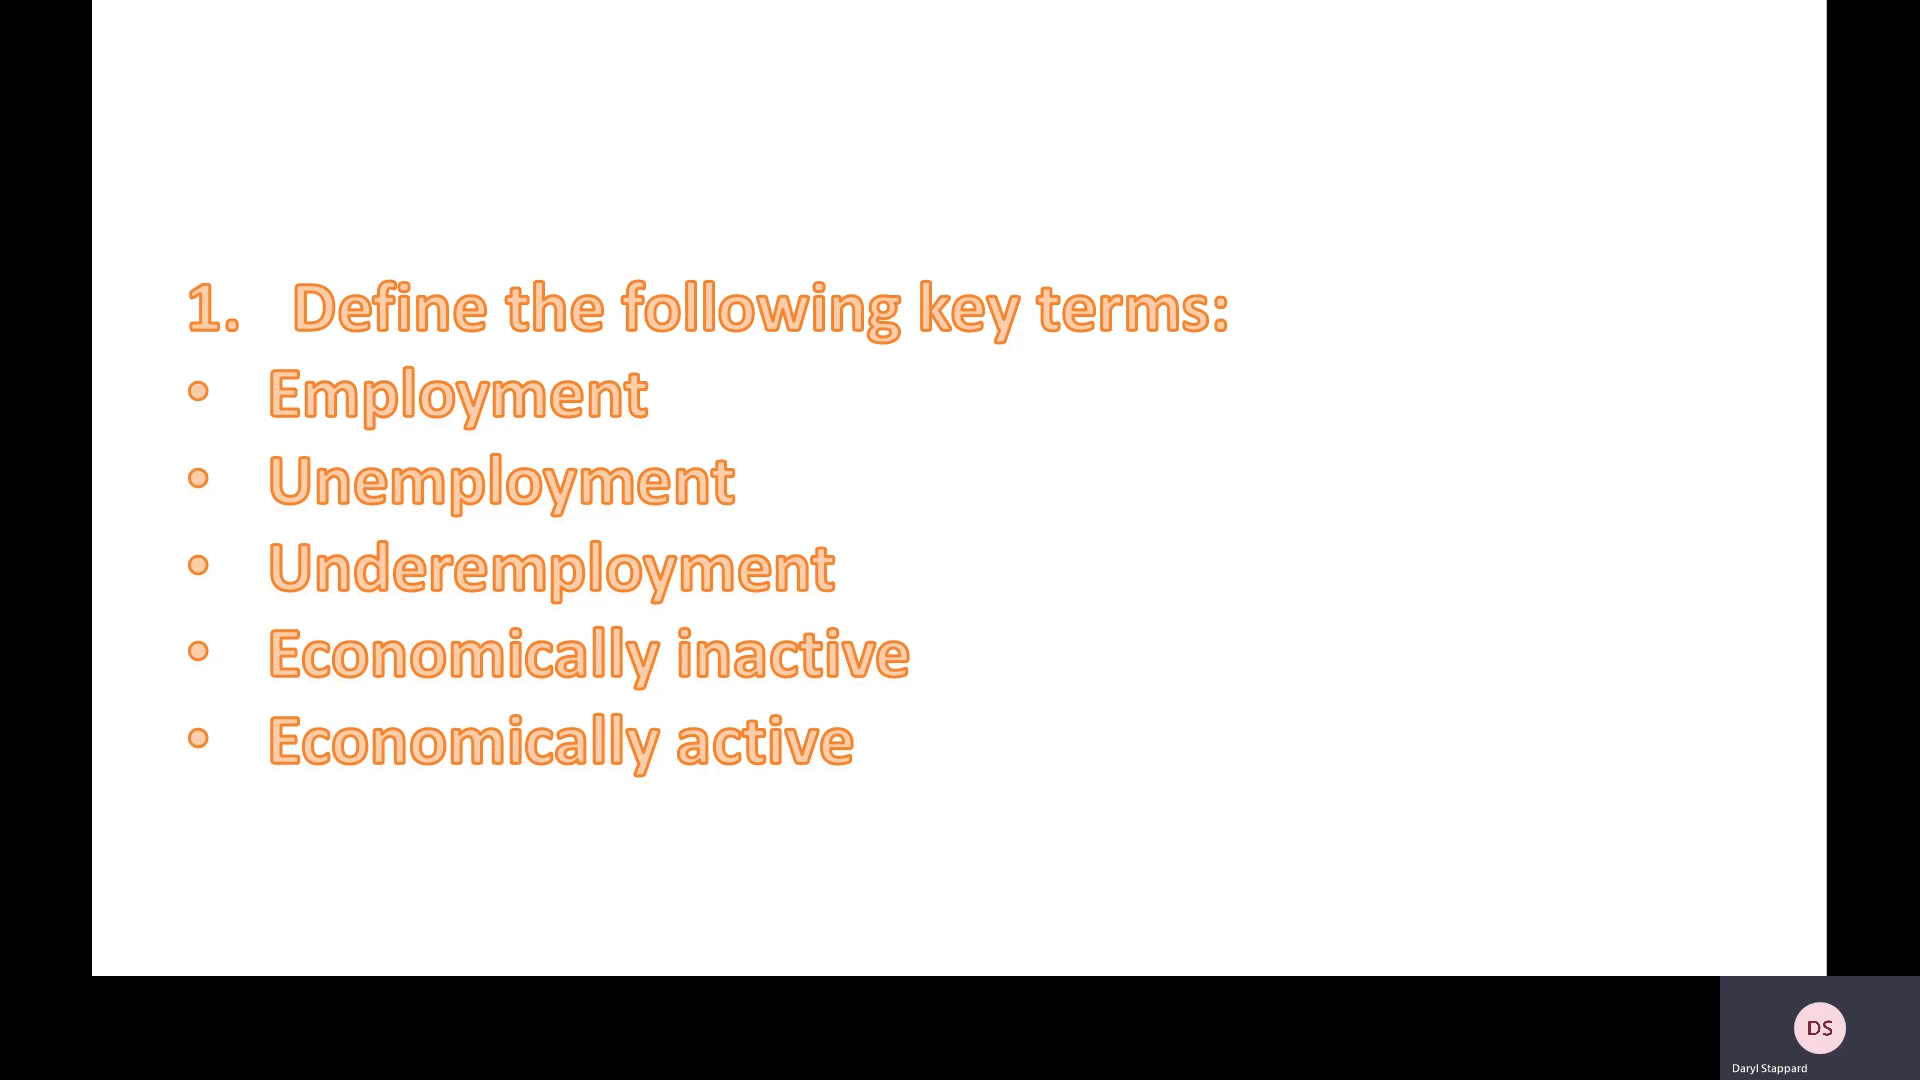 1. Define the following key terms:
• Employment
• Unemployment
• Underemployment
• Economically inactive
• Economically active
DS
Daryl Stappard